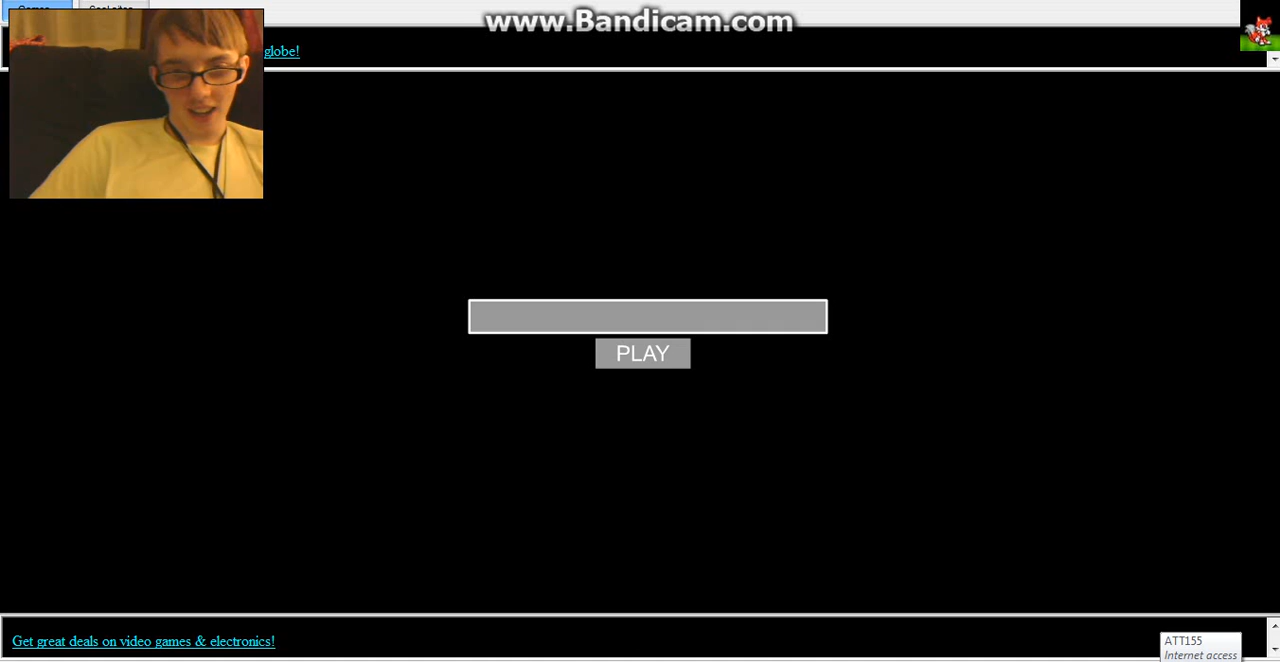 www.Bandicam.com
globe!
PLAY
Get great deals on video games & electronics!
ATT155
Internet access